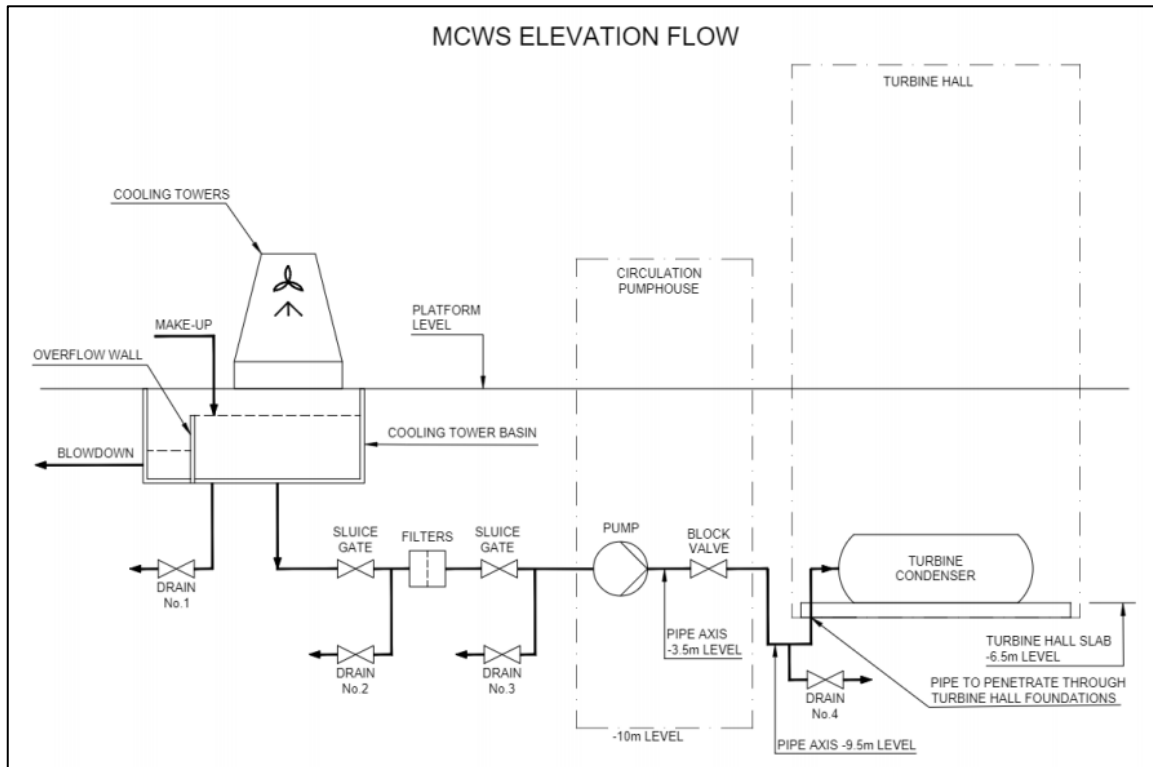 MCWS ELEVATION FLOW
TURBINE HALL
COOLING TOWERS
CIRCULATION
PUMPHOUSE
MAKE-UP
PLATFORM
LEVEL
OVERFLOW WALL
COOLING TOWER BASIN
BLOWDOWN
SLUICE
GATE
FILTERS
SLUICE
GATE
PUMP
BLOCK
VALVE
TURBINE
CONDENSER
DRAIN
No.1
DRAIN
No.2
DRAIN
No.3
PIPE AXIS
-3.5m LEVEL
TURBINE HALL SLAB
-6.5m LEVEL
PIPE TO PENETRATE THROUGH
TURBINE HALL FOUNDATIONS
DRAIN
No.4
-10m LEVEL
PIPE AXIS -9.5m LEVEL